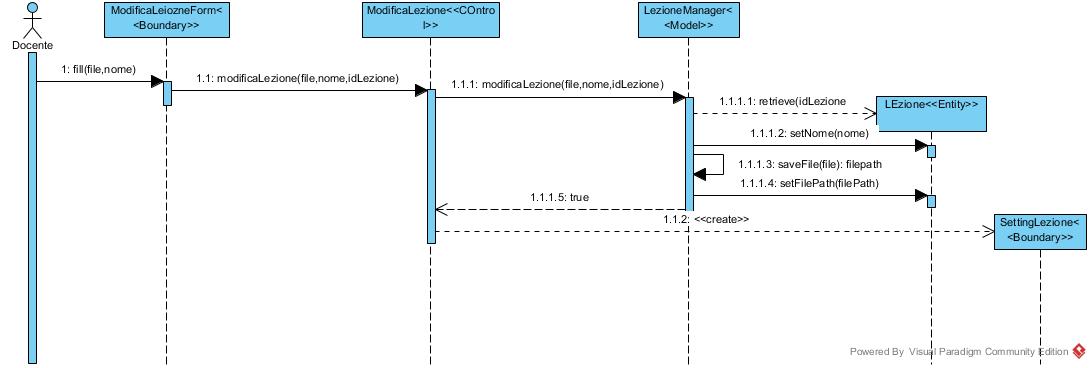 ModificaLeiozneForm<
<Boundary>>
ModificaLezione<<COntro
l>>
LezioneManager<
<Model>>
Docente
1: fill(file,nome)
1.1: modificaLezione(file,nome,idLezione)
1.1.1: modificaLezione(file,nome,idLezione)
1.1.1.1: retrieve(idLezione
LEzione<<Entity>>
1.1.1.2: setNome(nome)
1.1.1.3: saveFile(file): filepath
1.1.1.4: setFilePath(filePath)
1.1.1.5: true
1.1.2: <<create>>
SettingLezione<
<Boundary>>
Powered By Visual Paradigm Community Edition